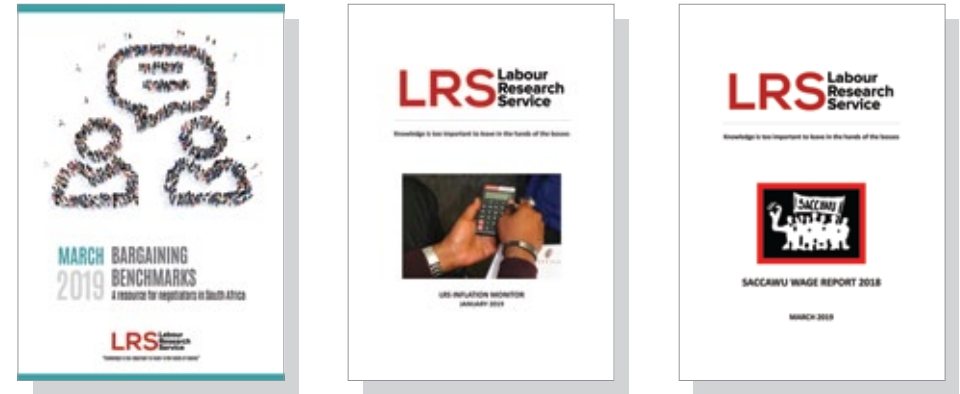 MARCH
2019
BARGAINING
BENCHMARKS
A resource for negotiators in South Africa
LRS Labour
Research
Service
LRS Labour
Research
Service
Knowledge is too important to leave in the hands of the bosses
LRS INFLATION MONITOR
JANUARY 2019
LRS Labour
Research
Service
Knowledge is too important to leave in the hands of the bosses
SACCAWU
SACCAWU WAGE REPORT 2018
MARCH 2019